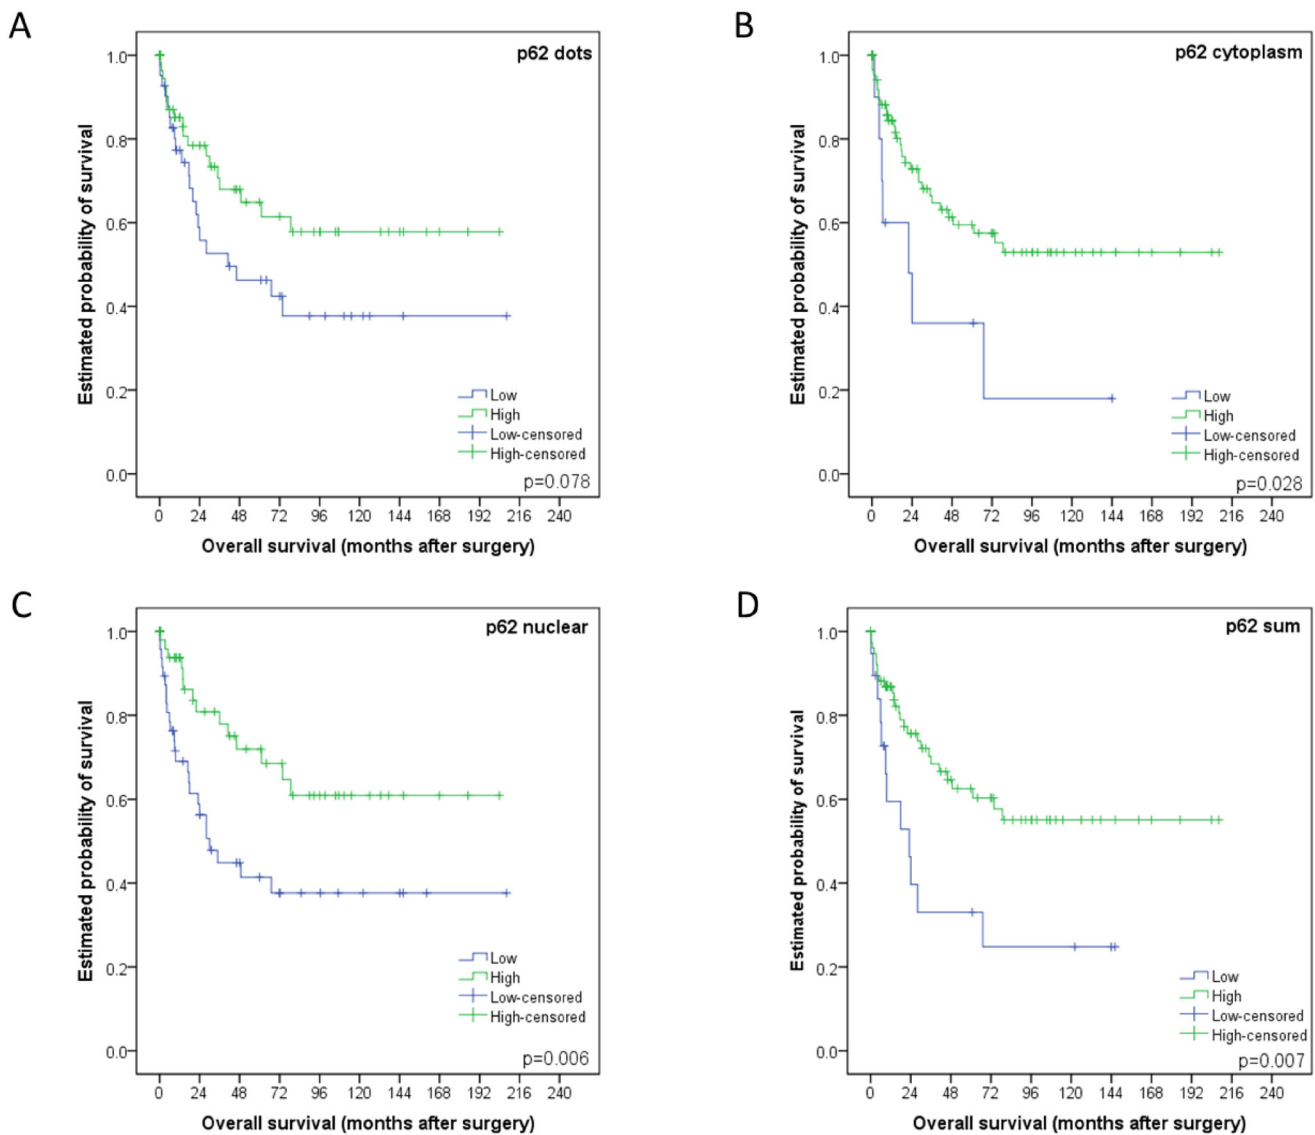 A
p62 dots
Estimated probability of survival
1.0
0.8
0.6
0.4
0.2
0.0
Low
High
Low-censored
High-censored
p=0.078
0 24 48 72 96 120 144 168 192 216 240
Overall survival (months after surgery)
B
p62 cytoplasm
Estimated probability of survival
1.0
0.8
0.6
0.4
0.2
0.0
Low
High
Low-censored
High-censored
p=0.028
0 24 48 72 96 120 144 168 192 216 240
Overall survival (months after surgery)
C
p62 nuclear
Estimated probability of survival
1.0
0.8
0.6
0.4
0.2
0.0
Low
High
Low-censored
High-censored
p=0.006
0 24 48 72 96 120 144 168 192 216 240
Overall survival (months after surgery)
D
p62 sum
Estimated probability of survival
1.0
0.8
0.6
0.4
0.2
0.0
Low
High
Low-censored
High-censored
p=0.007
0 24 48 72 96 120 144 168 192 216 240
Overall survival (months after surgery)